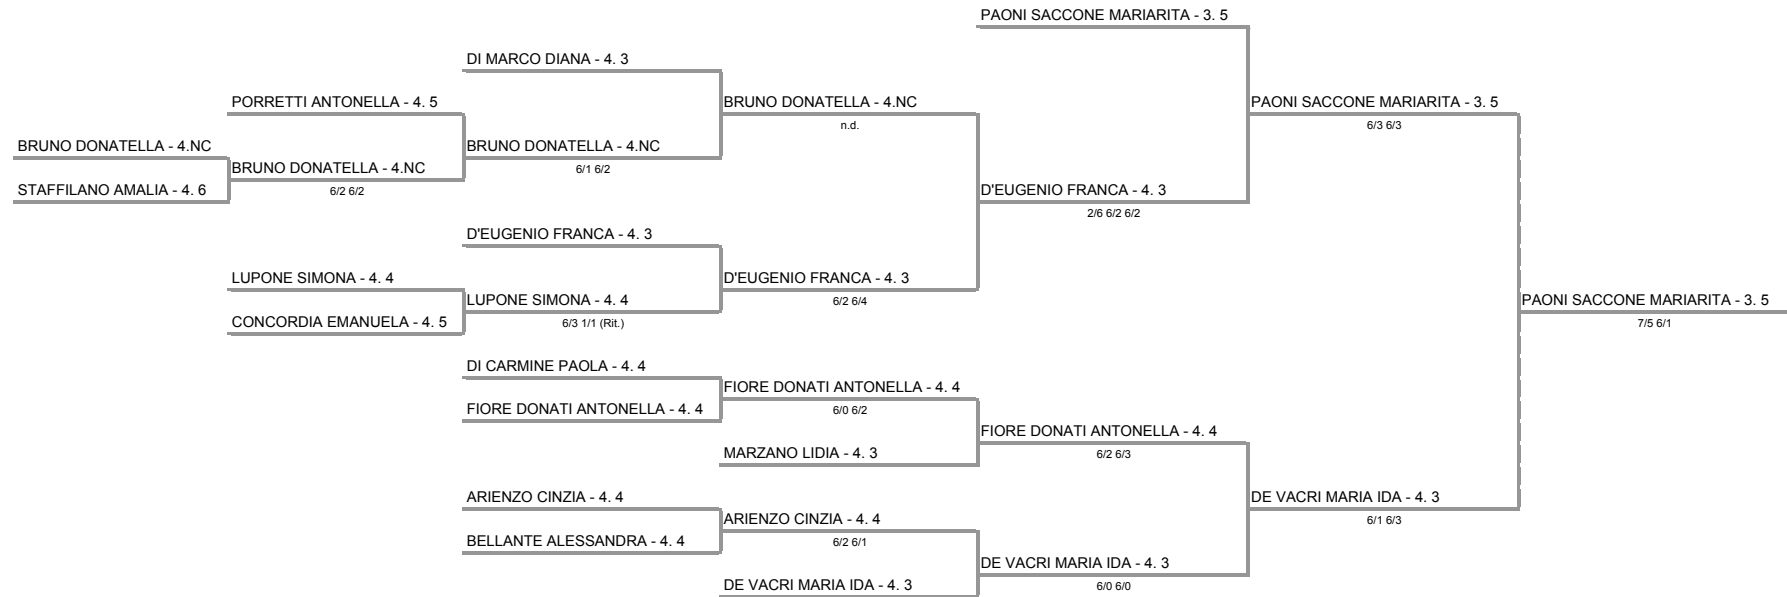 PAONI SACCONE MARIARITA - 3. 5
DI MARCO DIANA - 4. 3
PORRETTI ANTONELLA - 4. 5
BRUNO DONATELLA - 4.NC
n.d.
PAONI SACCONE MARIARITA - 3. 5
6/3 6/3
BRUNO DONATELLA - 4.NC
BRUNO DONATELLA - 4.NC
6/1 6/2
BRUNO DONATELLA - 4.NC
6/2 6/2
STAFFILANO AMALIA - 4. 6
D'EUGENIO FRANCA - 4. 3
2/6 6/2 6/2
D'EUGENIO FRANCA - 4. 3
LUPONE SIMONA - 4. 4
D'EUGENIO FRANCA - 4. 3
6/2 6/4
LUPONE SIMONA - 4. 4
6/3 1/1 (Rit.)
PAONI SACCONE MARIARITA - 3. 5
7/5 6/1
CONCORDIA EMANUELA - 4. 5
DI CARMINE PAOLA - 4. 4
FIORE DONATI ANTONELLA - 4. 4
6/0 6/2
FIORE DONATI ANTONELLA - 4. 4
FIORE DONATI ANTONELLA - 4. 4
6/2 6/3
MARZANO LIDIA - 4. 3
ARIENZO CINZIA - 4. 4
DE VACRI MARIA IDA - 4. 3
6/1 6/3
ARIENZO CINZIA - 4. 4
6/2 6/1
BELLANTE ALESSANDRA - 4. 4
DE VACRI MARIA IDA - 4. 3
6/0 6/0
DE VACRI MARIA IDA - 4. 3